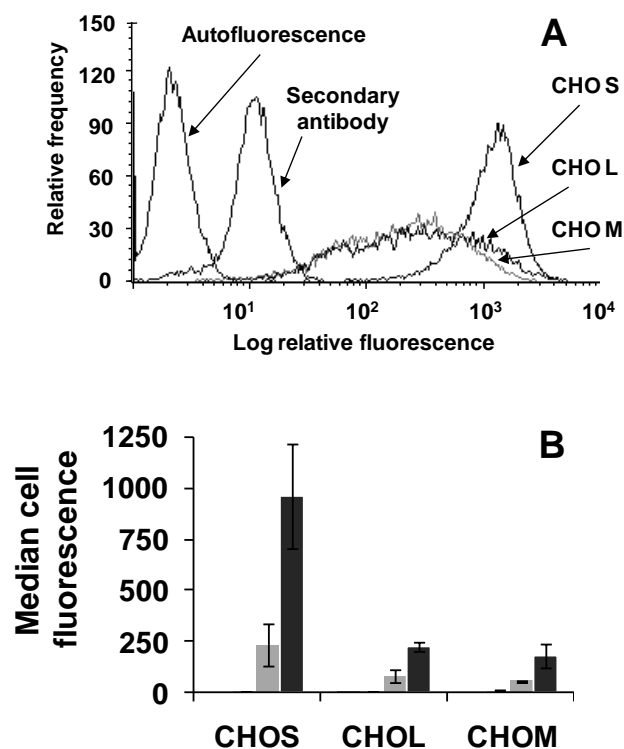 150
120
90
60
30
0
Relative frequency
Autofluorescence
Secondary
antibody
A
CHO S
CHO L
CHO M
10¹
10²
10³
10⁴
Log relative fluorescence
1250
1000
750
500
250
0
Median cell
fluorescence
B
CHOS
CHOL
CHOM